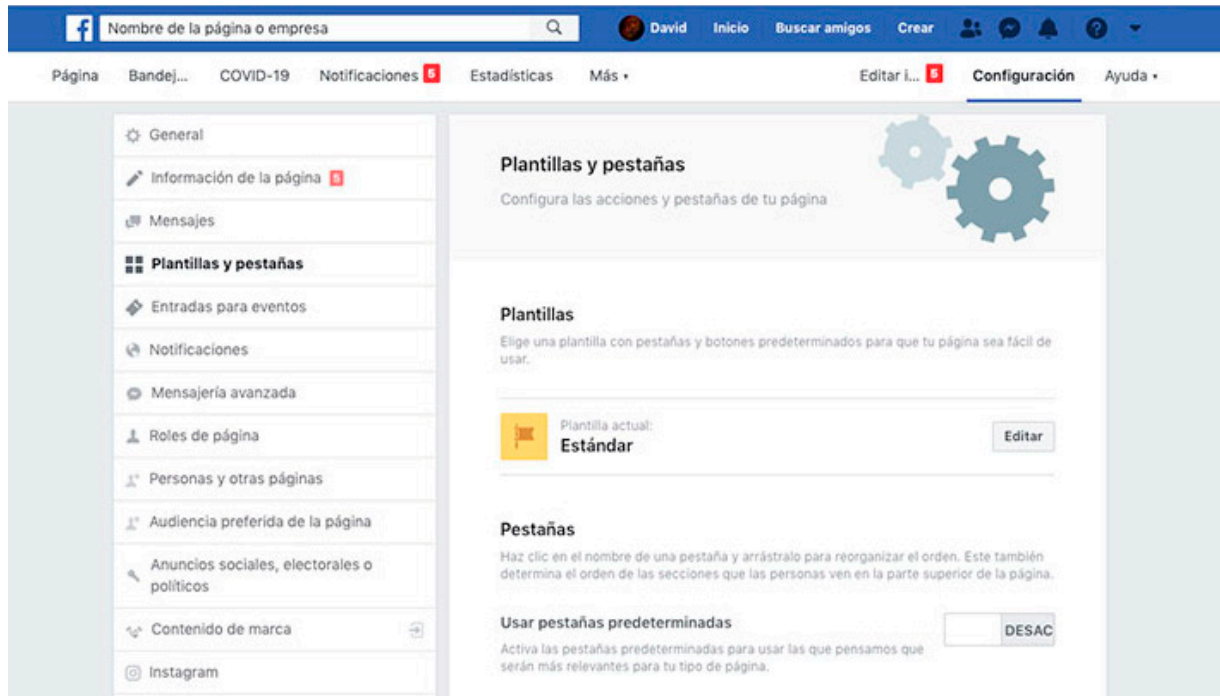 f
Nombre de la página o empresa
David Inicio Buscar amigos Crear
Página Bandej... COVID-19 Notificaciones 5 Estadísticas Más Editar i... 5 Configuración Ayuda
General
Información de la página 5
Mensajes
Plantillas y pestañas
Entradas para eventos
Notificaciones
Mensajería avanzada
Roles de página
Personas y otras páginas
Audiencia preferida de la página
Anuncios sociales, electorales o
políticos
Contenido de marca
Instagram
Plantillas y pestañas
Configura las acciones y pestañas de tu página
Plantillas
Elige una plantilla con pestañas y botones predeterminados para que tu página sea fácil de
usar.
Plantilla actual:
Estándar
Editar
Pestañas
Haz clic en el nombre de una pestaña y arrástralo para reorganizar el orden. Este también
determina el orden de las secciones que las personas ven en la parte superior de la página.
Usar pestañas predeterminadas
DESAC
Activa las pestañas predeterminadas para usar las que pensamos que
serán más relevantes para tu tipo de página.